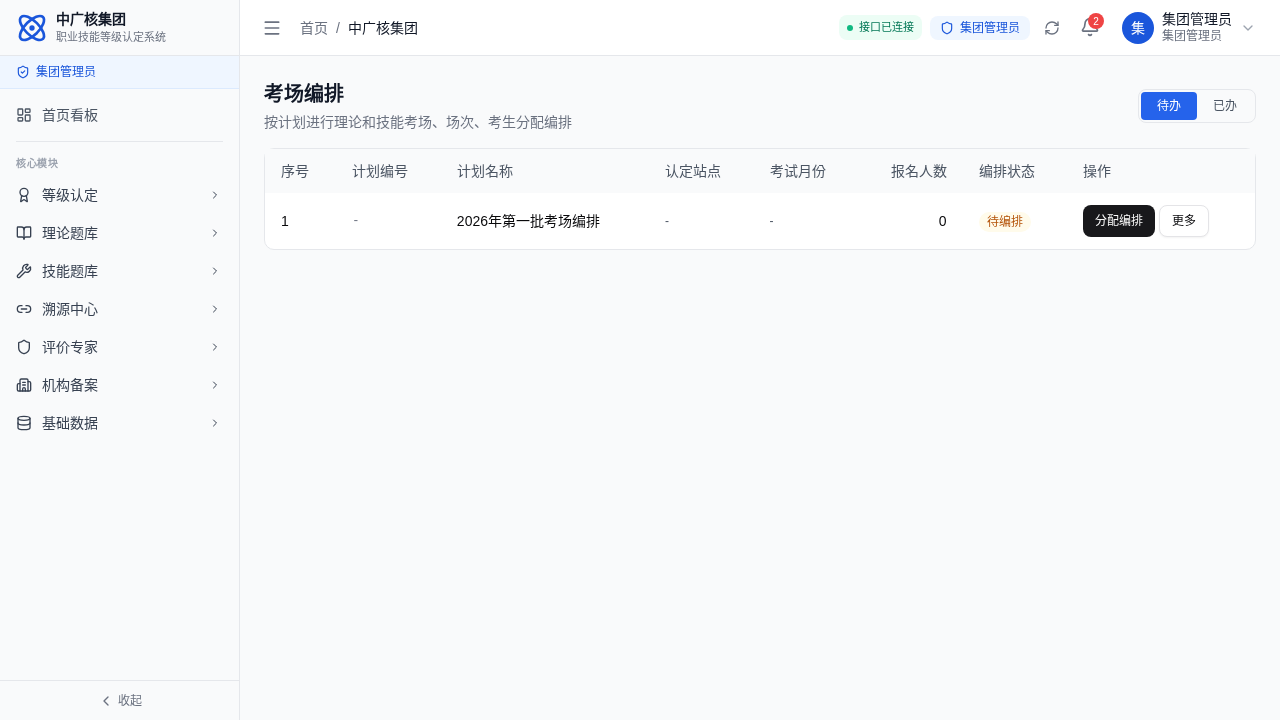 中广核集团
职业技能等级认定系统
集团管理员
首页看板
核心模块
等级认定
理论题库
技能题库
溯源中心
评价专家
机构备案
基础数据
收起
首页 / 中广核集团
接口已连接
集团管理员
2
集
集团管理员
集团管理员
考场编排
按计划进行理论和技能考场、场次、考生分配编排
待办 已办
序号 计划编号 计划名称 认定站点 考试月份 报名人数 编排状态 操作
1 - 2026年第一批考场编排 - - 0 待编排 分配编排 更多